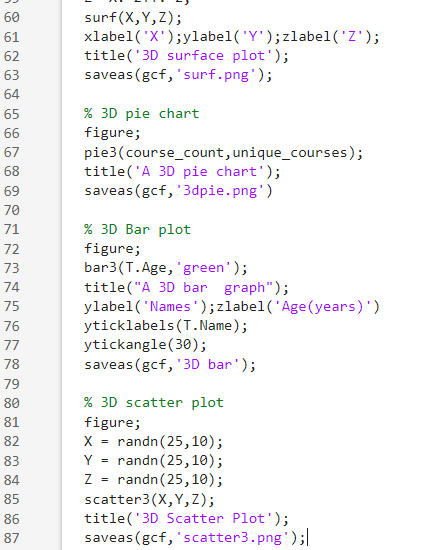 60 surf(X,Y,Z);
61 xlabel('X');ylabel('Y');zlabel('Z');
62 title('3D surface plot');
63 saveas(gcf,'surf.png');
64
65 % 3D pie chart
66 figure;
67 pie3(course_count,unique_courses);
68 title('A 3D pie chart');
69 saveas(gcf,'3dpie.png')
70
71 % 3D Bar plot
72 figure;
73 bar3(T.Age,'green');
74 title("A 3D bar  graph");
75 ylabel('Names');zlabel('Age(years)')
76 yticklabels(T.Name);
77 ytickangle(30);
78 saveas(gcf,'3D bar');
79
80 % 3D scatter plot
81 figure;
82 X = randn(25,10);
83 Y = randn(25,10);
84 Z = randn(25,10);
85 scatter3(X,Y,Z);
86 title('3D Scatter Plot');
87 saveas(gcf,'scatter3.png');